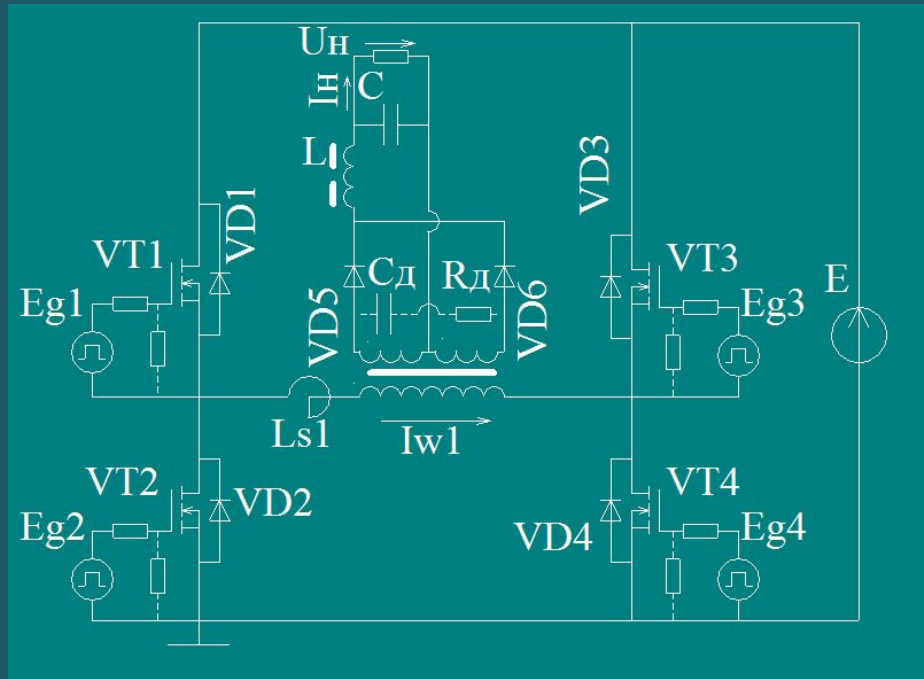 Uн
Iн
C
L
VD3
VD1
VT1
Cд
Rд
VT3
Eg1
VD5
VD6
E
Eg3
Ls1
Iw1
VT2
VD2
VT4
Eg2
VD4
Eg4